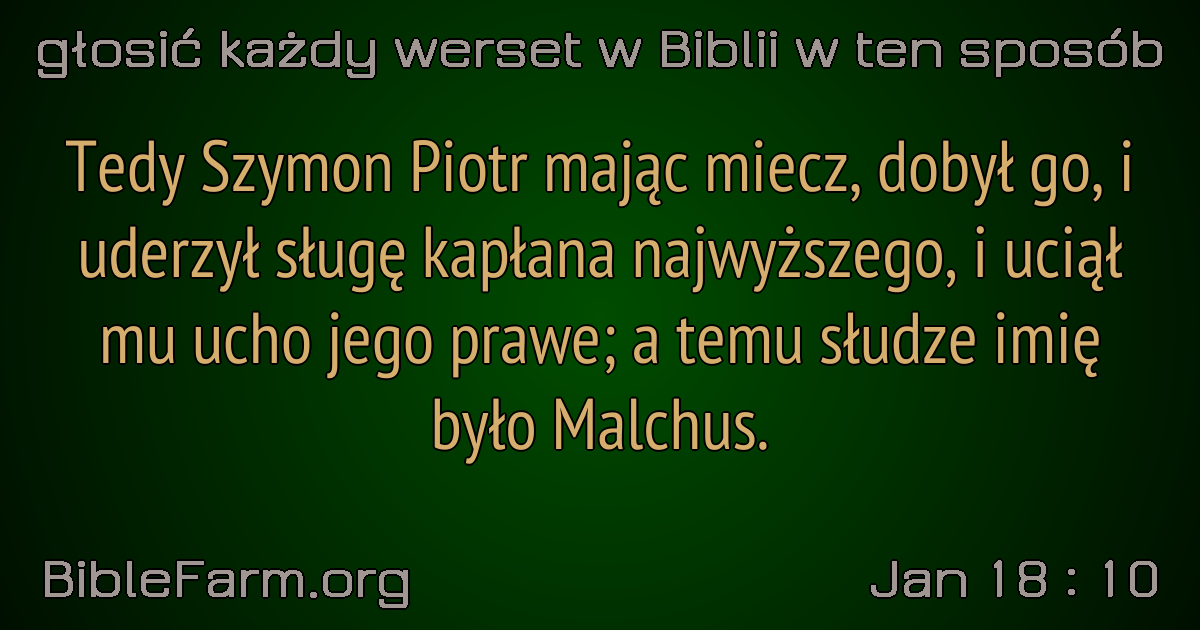 głosić każdy werset w Biblii w ten sposób
Tedy Szymon Piotr mając miecz, dobył go, i
uderzył sługę kapłana najwyższego, i uciął
mu ucho jego prawe; a temu słudze imię
było Malchus.
BibleFarm.org
Jan 18 : 10